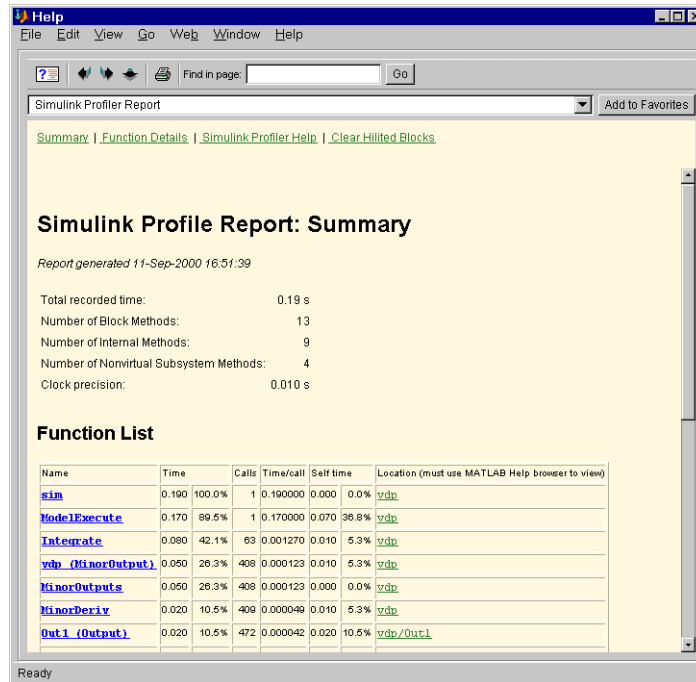 Help
File Edit View Go Web Window Help
Find in page: Go
Simulink Profiler Report Add to Favorites
Summary | Function Details | Simulink Profiler Help | Clear Hilited Blocks
Simulink Profile Report: Summary
Report generated 11-Sep-2000 16:51:39
Total recorded time: 0.19 s
Number of Block Methods: 13
Number of Internal Methods: 9
Number of Nonvirtual Subsystem Methods: 4
Clock precision: 0.010 s
Function List
Name Time Calls Time/call Self time Location (must use MATLAB Help browser to view)
sim 0.190 100.0% 1 0.190000 0.000 0.0% vdp
ModelExecute 0.170 89.5% 1 0.170000 0.070 36.8% vdp
Integrate 0.080 42.1% 63 0.001270 0.010 5.3% vdp
vdp (MinorOutput) 0.050 26.3% 408 0.000123 0.010 5.3% vdp
MinorOutputs 0.050 26.3% 408 0.000123 0.000 0.0% vdp
MinorDeriv 0.020 10.5% 409 0.000049 0.010 5.3% vdp
Out1 (Output) 0.020 10.5% 472 0.000042 0.020 10.5% vdp/Out1
Ready